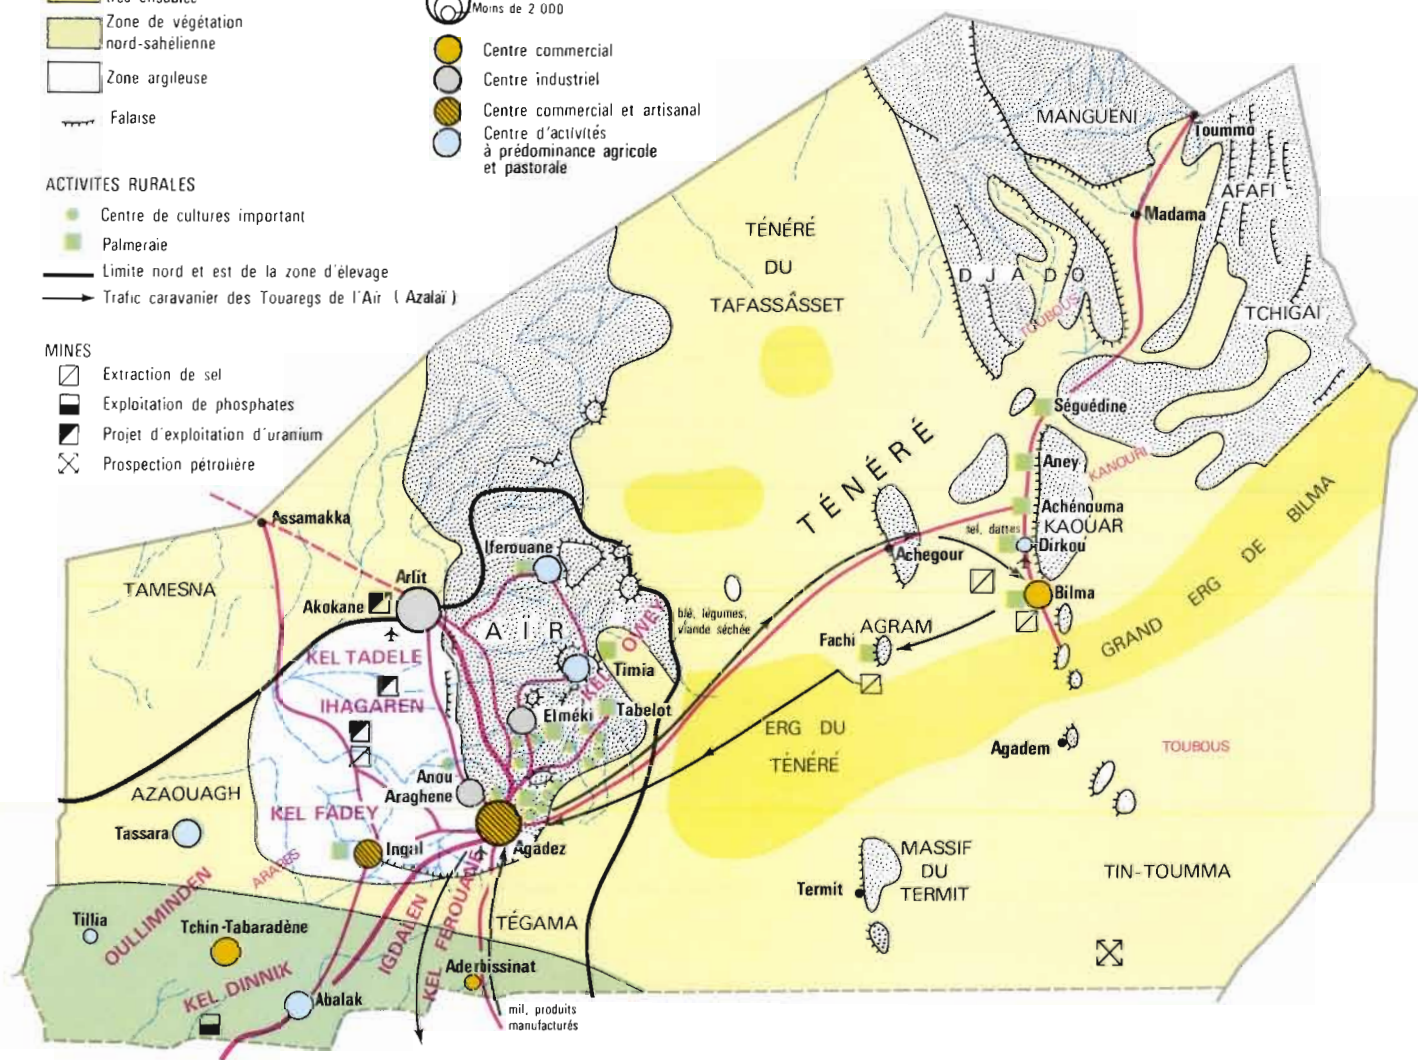 Zone de végétation
nord-sahélienne
Zone argileuse
Falaise
ACTIVITES RURALES
Centre de cultures important
Palmeraie
Limite nord et est de la zone d'élevage
Trafic caravanier des Touaregs de l'Aïr ( Azalaï )
MINES
Extraction de sel
Exploitation de phosphates
Projet d'exploitation d'uranium
Prospection pétrolière
Moins de 2 000
Centre commercial
Centre industriel
Centre commercial et artisanal
Centre d'activités
à prédominance agricole
et pastorale
MANGUENI
Toummo
AFAFI
Madama
TÉNÉRÉ
DU
TAFASSÂSSET
DJADO
TOUBOUS
TCHIGAI
Séguédine
TÉNÉRÉ
Aney
KANOURI
Achénouma
KAOUAR
sel, dattes
Dirkou
Achegour
BILMA
DE
ERG
GRAND
Bilma
Assamakka
TAMESNA
Iferouane
Arlit
Akokane
AÏR
KEL TADELE
IHAGAREN
KEL OWEY
Timia
blé, légumes,
viande séchée
Fachi
AGRAM
Elméki
Tabelot
ERG DU
TÉNÉRÉ
Agadem
TOUBOUS
Anou
Araghene
AZAOUAGH
KEL FADEY
Tassara
Ingal
Agadez
ARABES
MASSIF
DU
TERMIT
Termit
TIN-TOUMMA
Tillia
OULLIMINDEN
Tchin-Tabaradène
IGDALEN
KEL FEROUANE
TÉGAMA
KEL DINNIK
Abalak
Aderbissinat
mil, produits
manufacturés